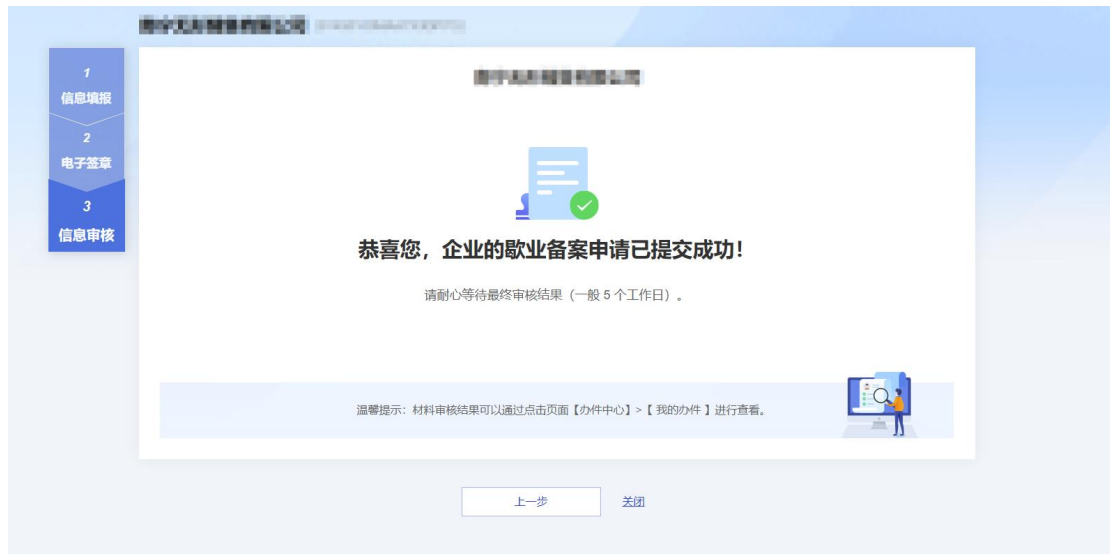 1
信息填报
2
电子签章
3
信息审核
恭喜您，企业的歇业备案申请已提交成功！
请耐心等待最终审核结果（一般 5 个工作日）。
温馨提示：材料审核结果可以通过点击页面【办件中心】>【 我的办件 】进行查看。
上一步
关闭